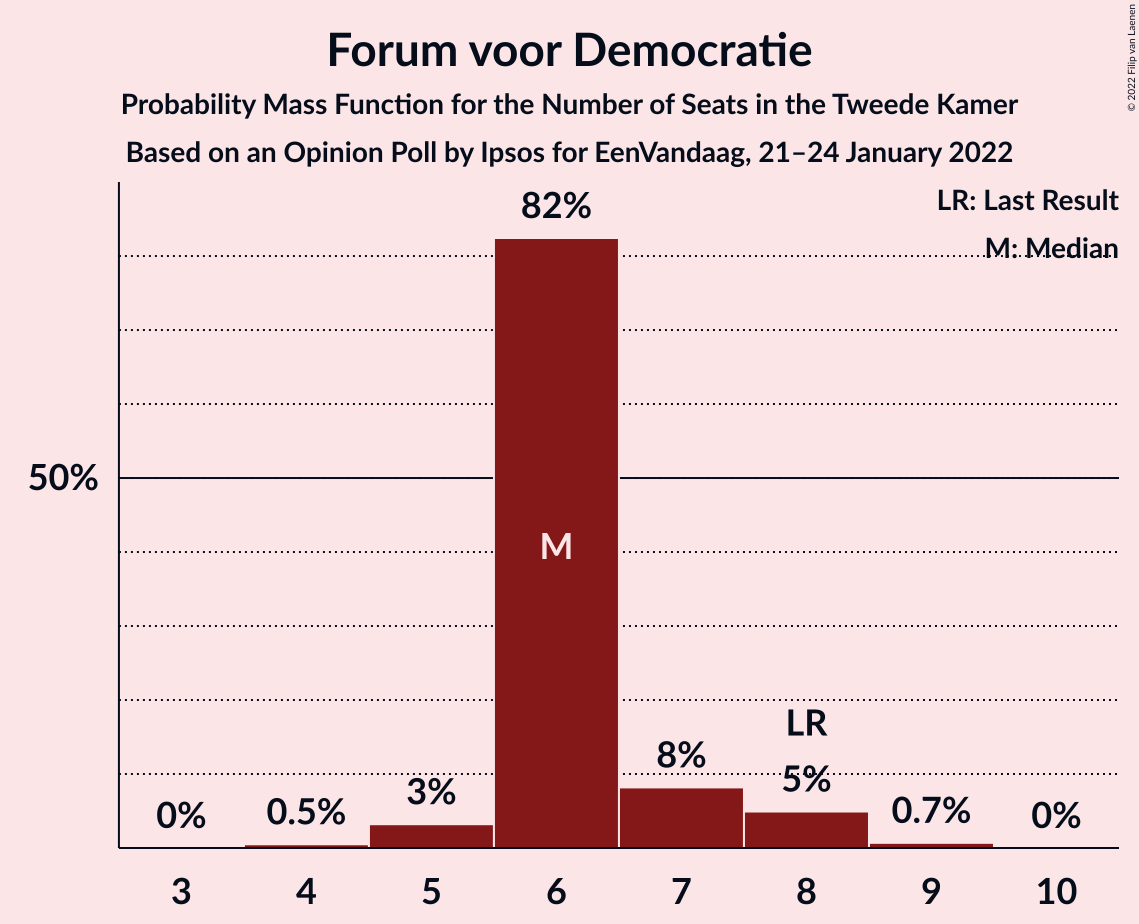 Forum voor Democratie
Probability Mass Function for the Number of Seats in the Tweede Kamer
Based on an Opinion Poll by Ipsos for EenVandaag, 21–24 January 2022
© 2022 Filip van Laenen
LR: Last Result
M: Median
82%
50%
M
LR
8%
5%
3%
0%
0.5%
0.7%
0%
3 4 5 6 7 8 9 10